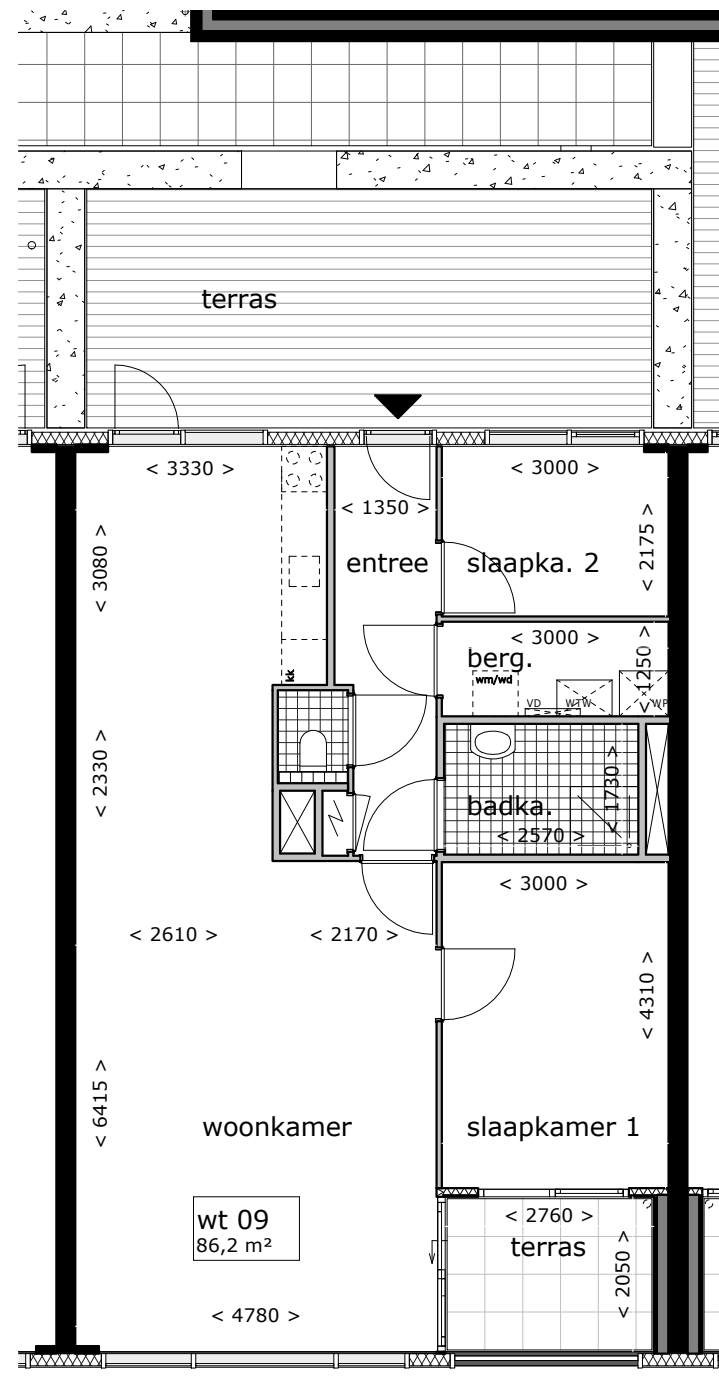 terras
< 3330 >
< 3000 >
< 1350 >
< 3080 >
< 2175 >
entree
slaapka. 2
< 3000 >
berg.
< 1250 >
kk
wm/wd
VD
WTW
WP
< 2330 >
< 1730 >
badka.
< 2570 >
< 3000 >
< 2610 >
< 2170 >
< 4310 >
< 6415 >
woonkamer
slaapkamer 1
wt 09
86,2 m²
< 2760 >
terras
< 2050 >
< 4780 >